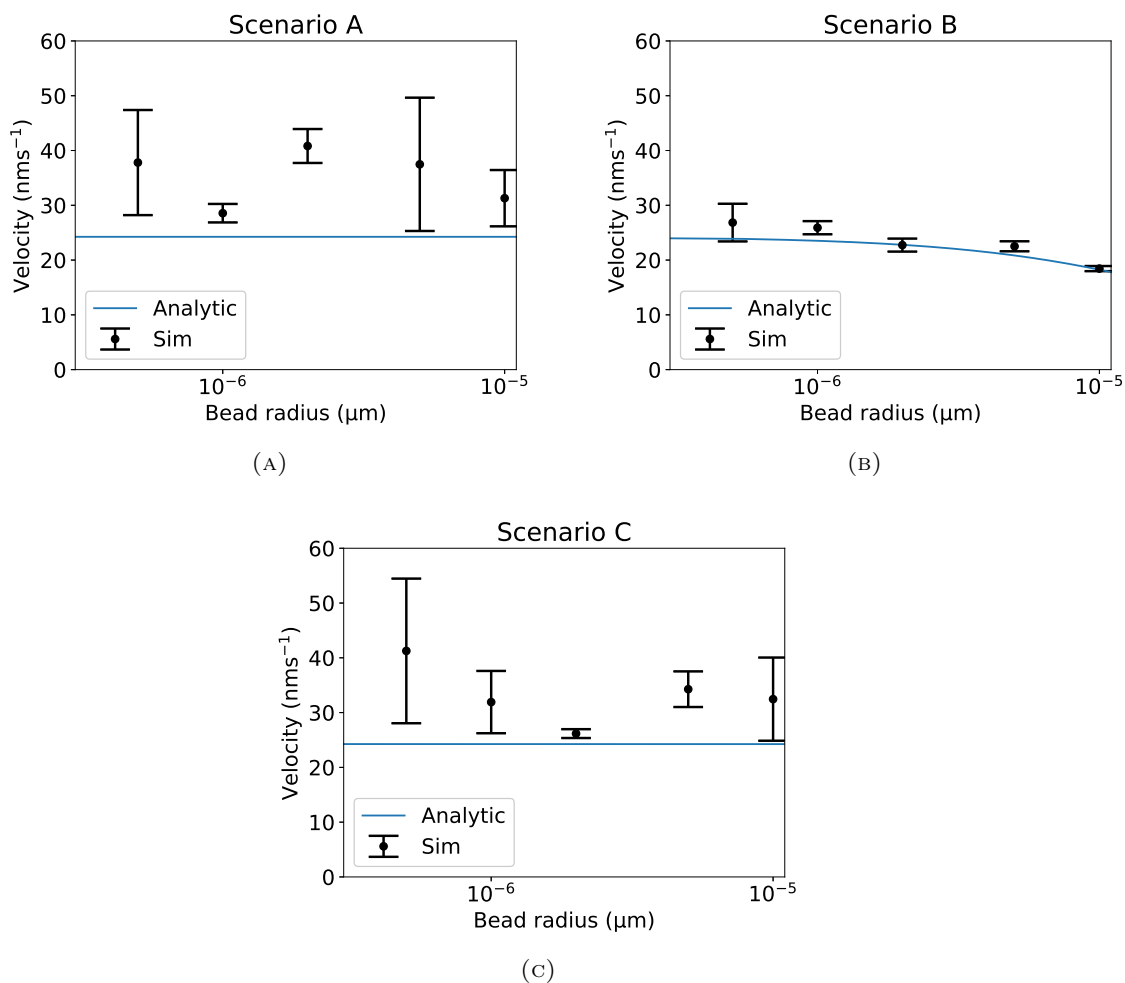 Scenario A
60
50
40
30
20
10
0
Velocity (nms⁻¹)
Analytic
Sim
10⁻⁶
10⁻⁵
Bead radius (μm)
(A)
Scenario B
60
50
40
30
20
10
0
Velocity (nms⁻¹)
Analytic
Sim
10⁻⁶
10⁻⁵
Bead radius (μm)
(B)
Scenario C
60
50
40
30
20
10
0
Velocity (nms⁻¹)
Analytic
Sim
10⁻⁶
10⁻⁵
Bead radius (μm)
(C)